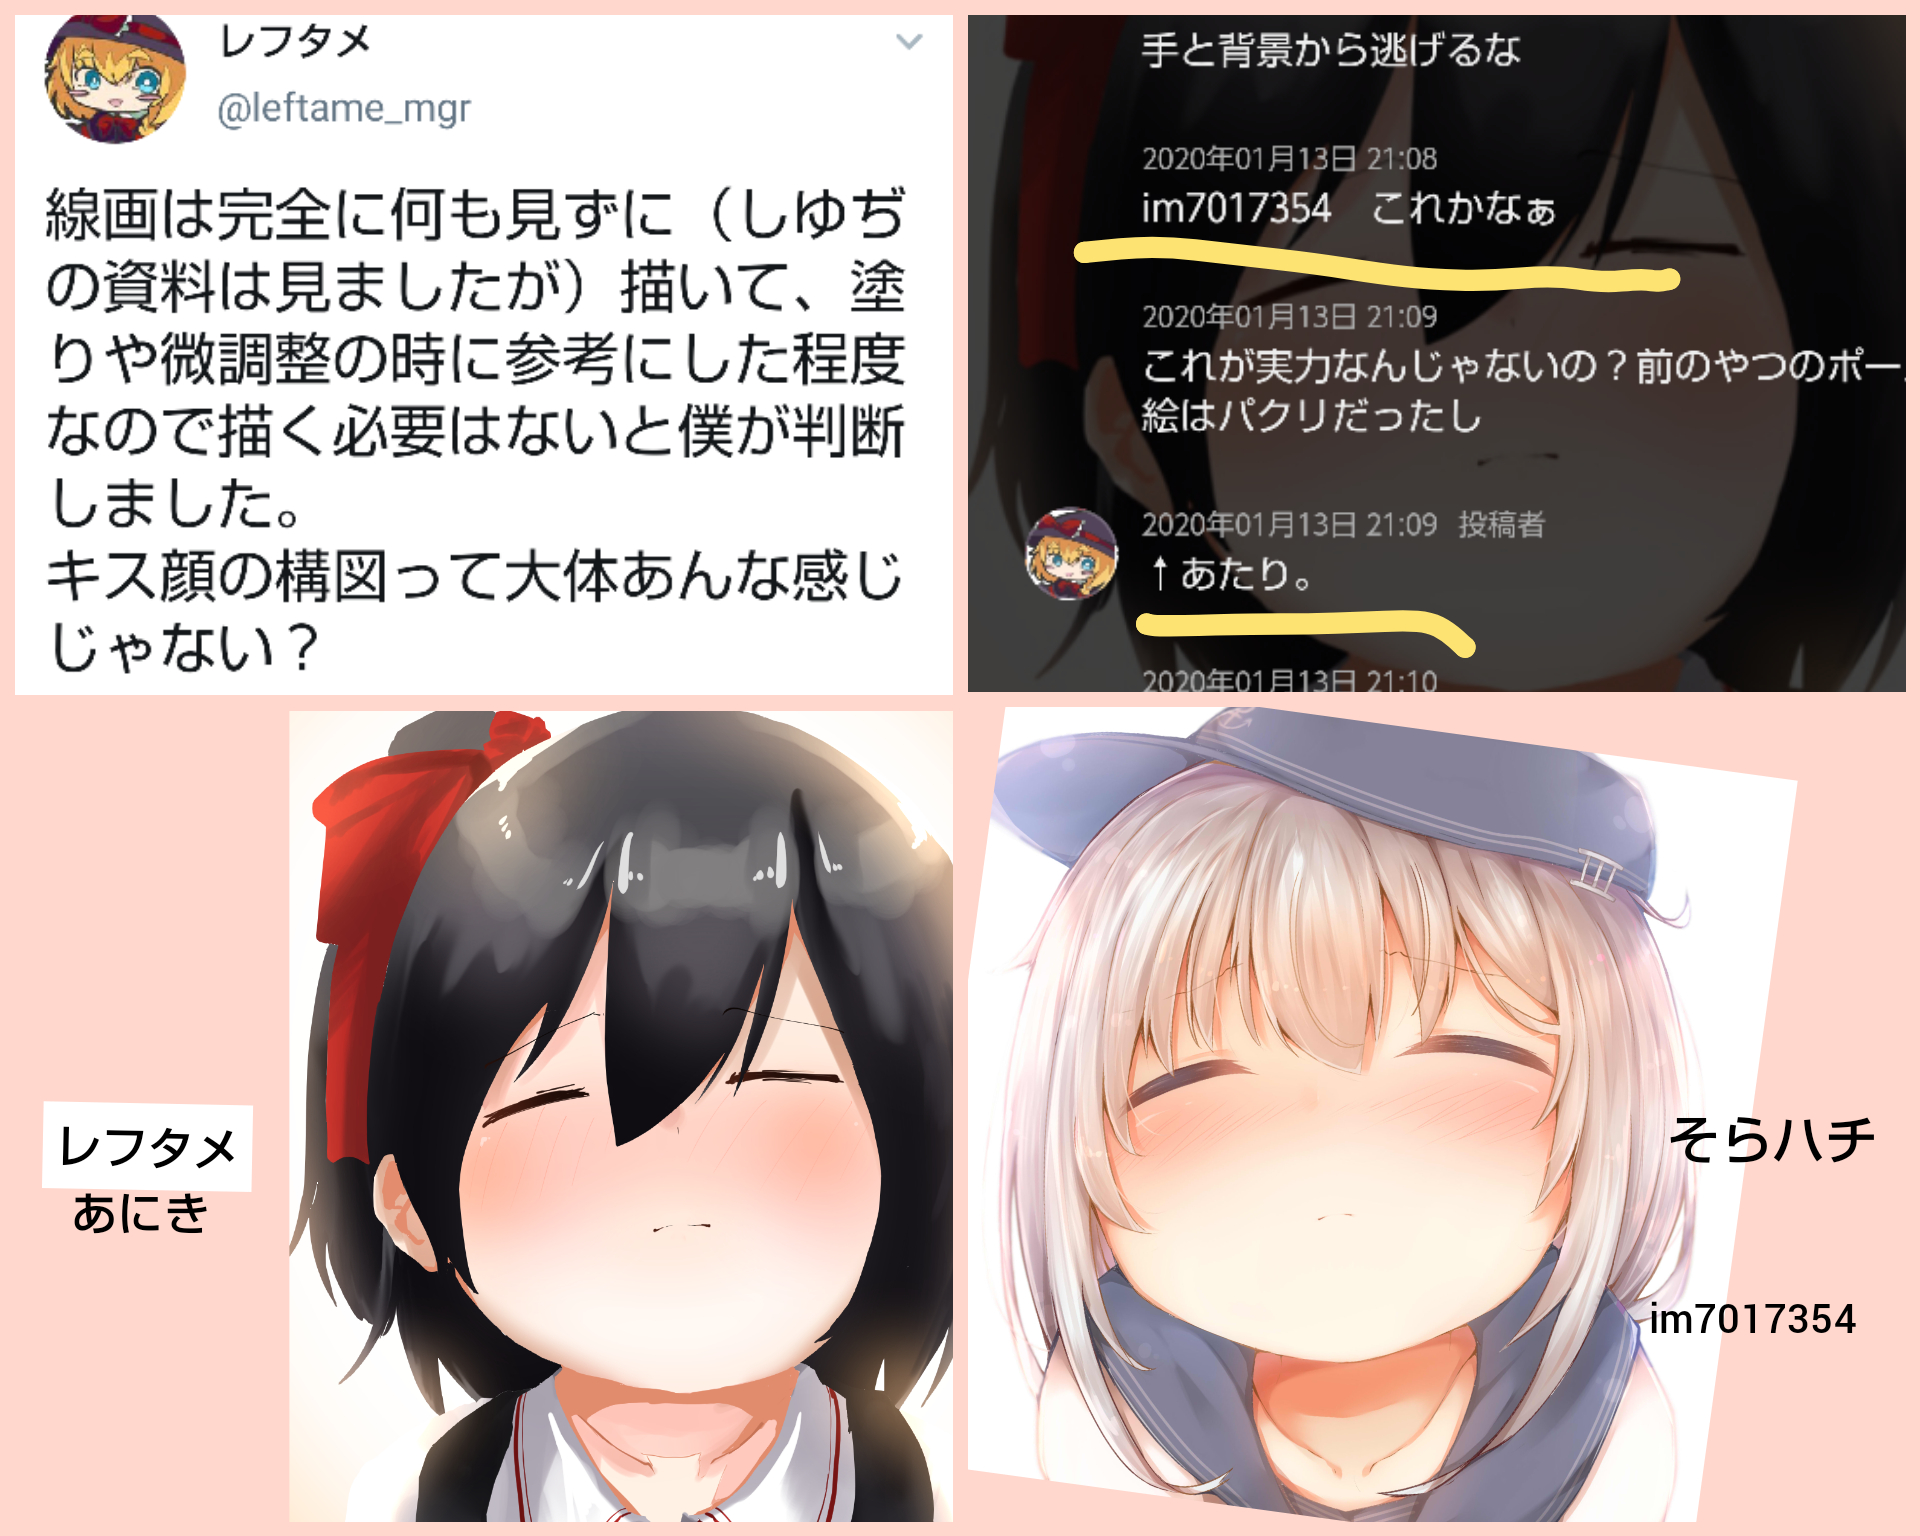 レフタメ
@leftame_mgr
線画は完全に何も見ずに（しゆぢ
の資料は見ましたが）描いて、塗
りや微調整の時に参考にした程度
なので描く必要はないと僕が判断
しました。
キス顔の構図って大体あんな感じ
じゃない？
手と背景から逃げるな
2020年01月13日 21:08
im7017354　これかなぁ
2020年01月13日 21:09
これが実力なんじゃないの？前のやつのポー
絵はパクリだったし
2020年01月13日 21:09 投稿者
↑あたり。
2020年01月13日 21:10
レフタメ
あにき
そらハチ
im7017354